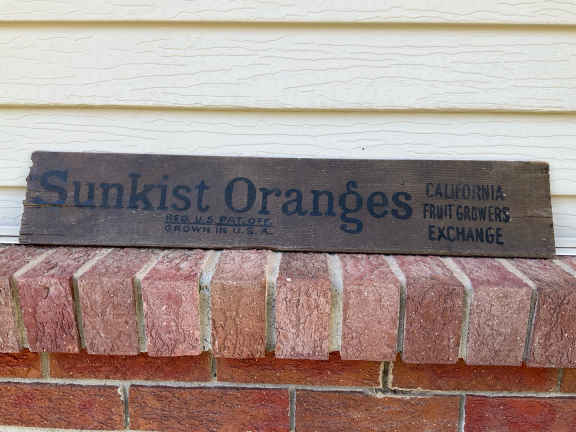 Sunkist Oranges
REG. U.S. PAT. OFF.
GROWN IN U.S.A.
CALIFORNIA
FRUIT GROWERS
EXCHANGE